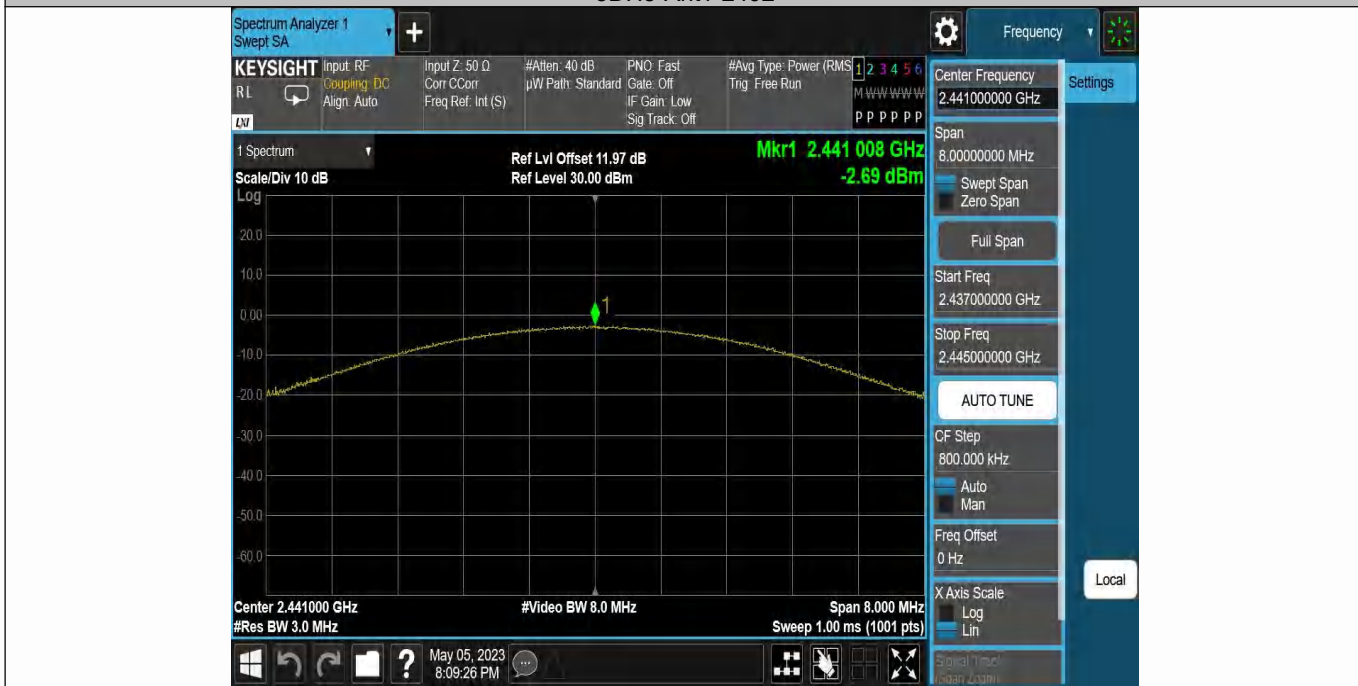 Spectrum Analyzer 1
Swept SA
+
Frequency
KEYSIGHT
RL
LXI
Input: RF
Coupling: DC
Align: Auto
Input Z: 50 Ω
Corr CCorr
Freq Ref: Int (S)
#Atten: 40 dB
µW Path: Standard
PNO: Fast
Gate: Off
IF Gain: Low
Sig Track: Off
#Avg Type: Power (RMS
Trig: Free Run
1 2 3 4 5 6
M W W W W W
P P P P P P
Center Frequency
2.441000000 GHz
Settings
1 Spectrum
Scale/Div 10 dB
Log
Ref Lvl Offset 11.97 dB
Ref Level 30.00 dBm
Mkr1 2.441 008 GHz
-2.69 dBm
Span
8.00000000 MHz
Swept Span
Zero Span
Full Span
Start Freq
2.437000000 GHz
Stop Freq
2.445000000 GHz
AUTO TUNE
CF Step
800.000 kHz
Auto
Man
Freq Offset
0 Hz
X Axis Scale
Log
Lin
Local
20.0
10.0
0.00
-10.0
-20.0
-30.0
-40.0
-50.0
-60.0
1
Center 2.441000 GHz
#Res BW 3.0 MHz
#Video BW 8.0 MHz
Span 8.000 MHz
Sweep 1.00 ms (1001 pts)
?
May 05, 2023
8:09:26 PM
Signal Track
(Span Zoom)